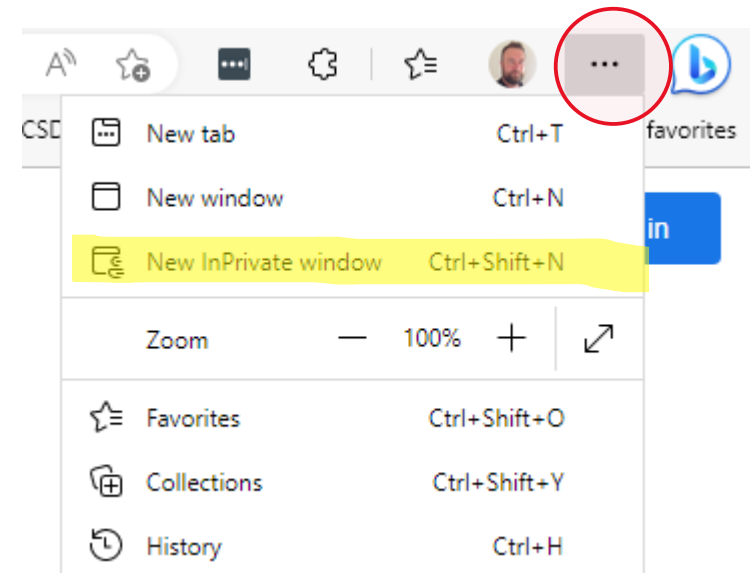 A
CSD
favorites
New tab Ctrl+T
New window Ctrl+N
in
New InPrivate window Ctrl+Shift+N
Zoom — 100% +
Favorites Ctrl+Shift+O
Collections Ctrl+Shift+Y
History Ctrl+H